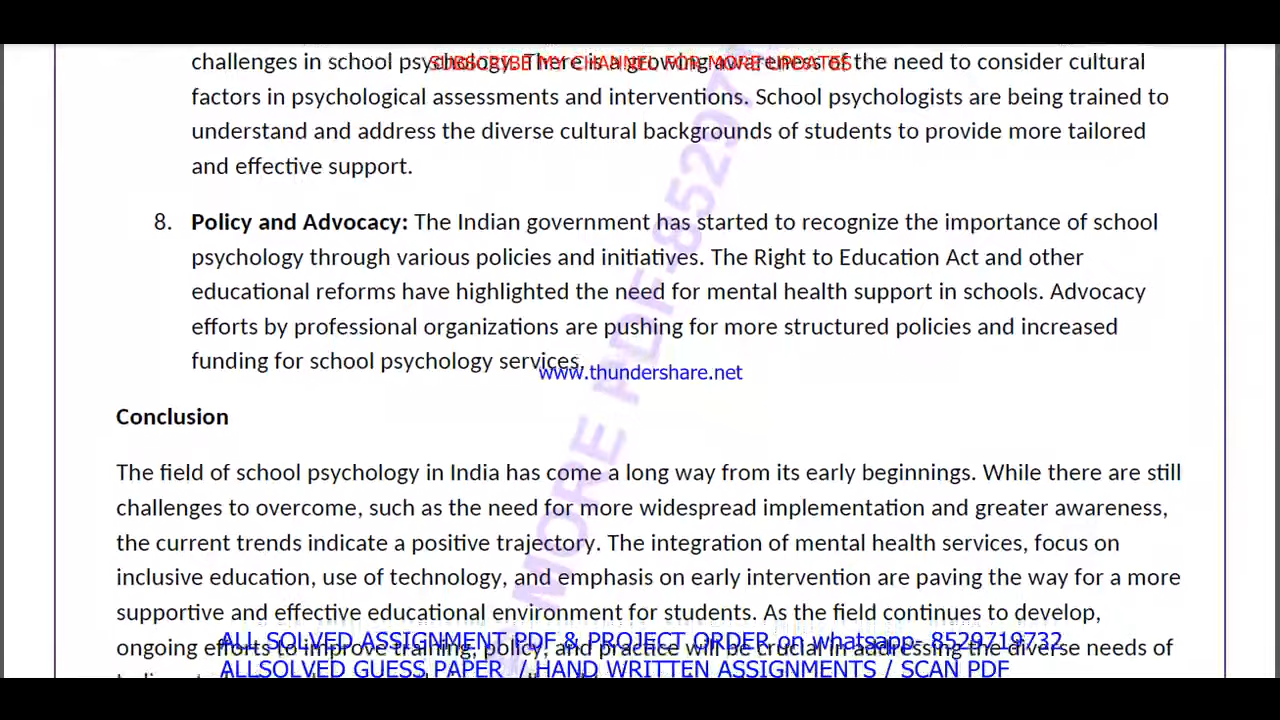 challenges in school psychology. There is a growing awareness of the need to consider cultural
SUBSCRIBE MY CHANNEL FOR MORE UPDATES
factors in psychological assessments and interventions. School psychologists are being trained to
understand and address the diverse cultural backgrounds of students to provide more tailored
and effective support.
8. Policy and Advocacy: The Indian government has started to recognize the importance of school
psychology through various policies and initiatives. The Right to Education Act and other
educational reforms have highlighted the need for mental health support in schools. Advocacy
efforts by professional organizations are pushing for more structured policies and increased
funding for school psychology services.
www.thundershare.net
MORE PDF-85297
Conclusion
The field of school psychology in India has come a long way from its early beginnings. While there are still
challenges to overcome, such as the need for more widespread implementation and greater awareness,
the current trends indicate a positive trajectory. The integration of mental health services, focus on
inclusive education, use of technology, and emphasis on early intervention are paving the way for a more
supportive and effective educational environment for students. As the field continues to develop,
ALL SOLVED ASSIGNMENT PDF & PROJECT ORDER on whatsapp- 8529719732
ongoing efforts to improve training, policy, and practice will be crucial in addressing the diverse needs of
ALLSOLVED GUESS PAPER / HAND WRITTEN ASSIGNMENTS / SCAN PDF